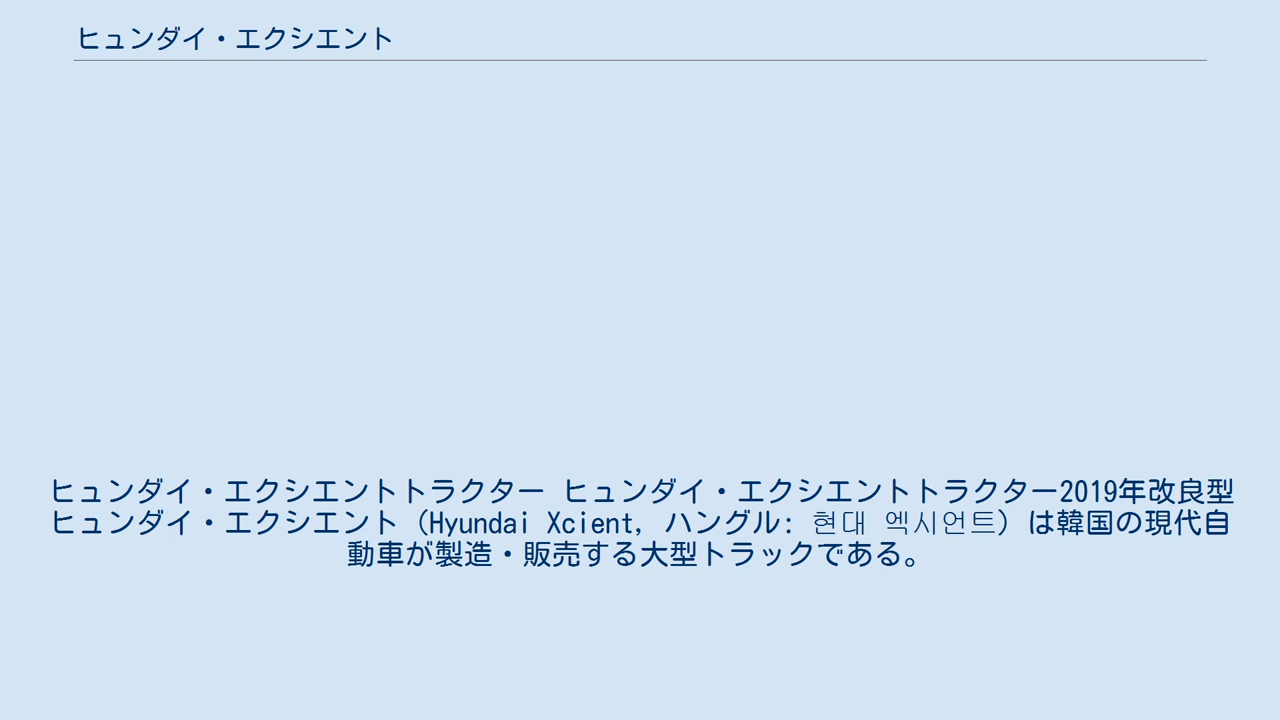 ヒュンダイ・エクシエント
ヒュンダイ・エクシエントトラクター ヒュンダイ・エクシエントトラクター2019年改良型
ヒュンダイ・エクシエント (Hyundai Xcient, ハングル: 현대 엑시언트) は韓国の現代自
動車が製造・販売する大型トラックである。